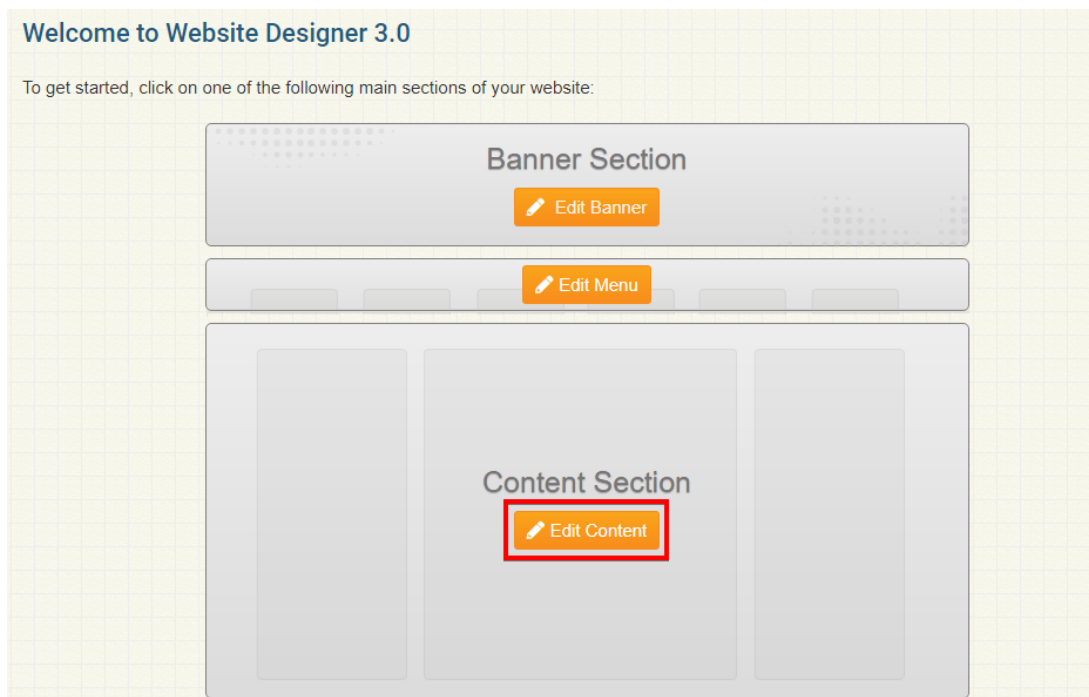 Welcome to Website Designer 3.0
To get started, click on one of the following main sections of your website:
Banner Section
Edit Banner
Edit Menu
Content Section
Edit Content